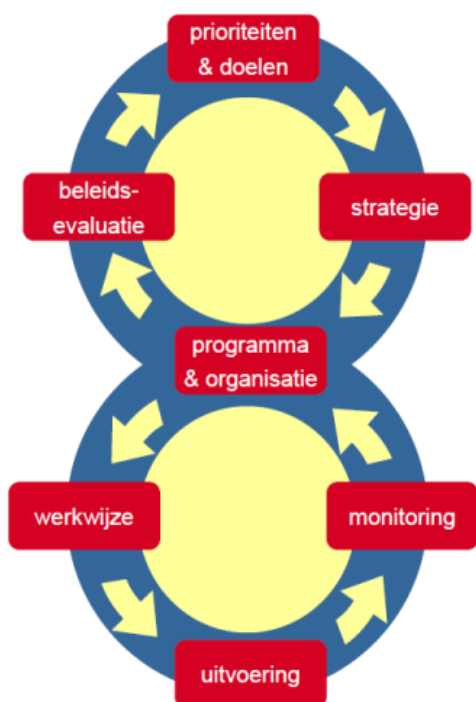 prioriteiten
& doelen
beleids-
evaluatie
strategie
programma
& organisatie
werkwijze
monitoring
uitvoering